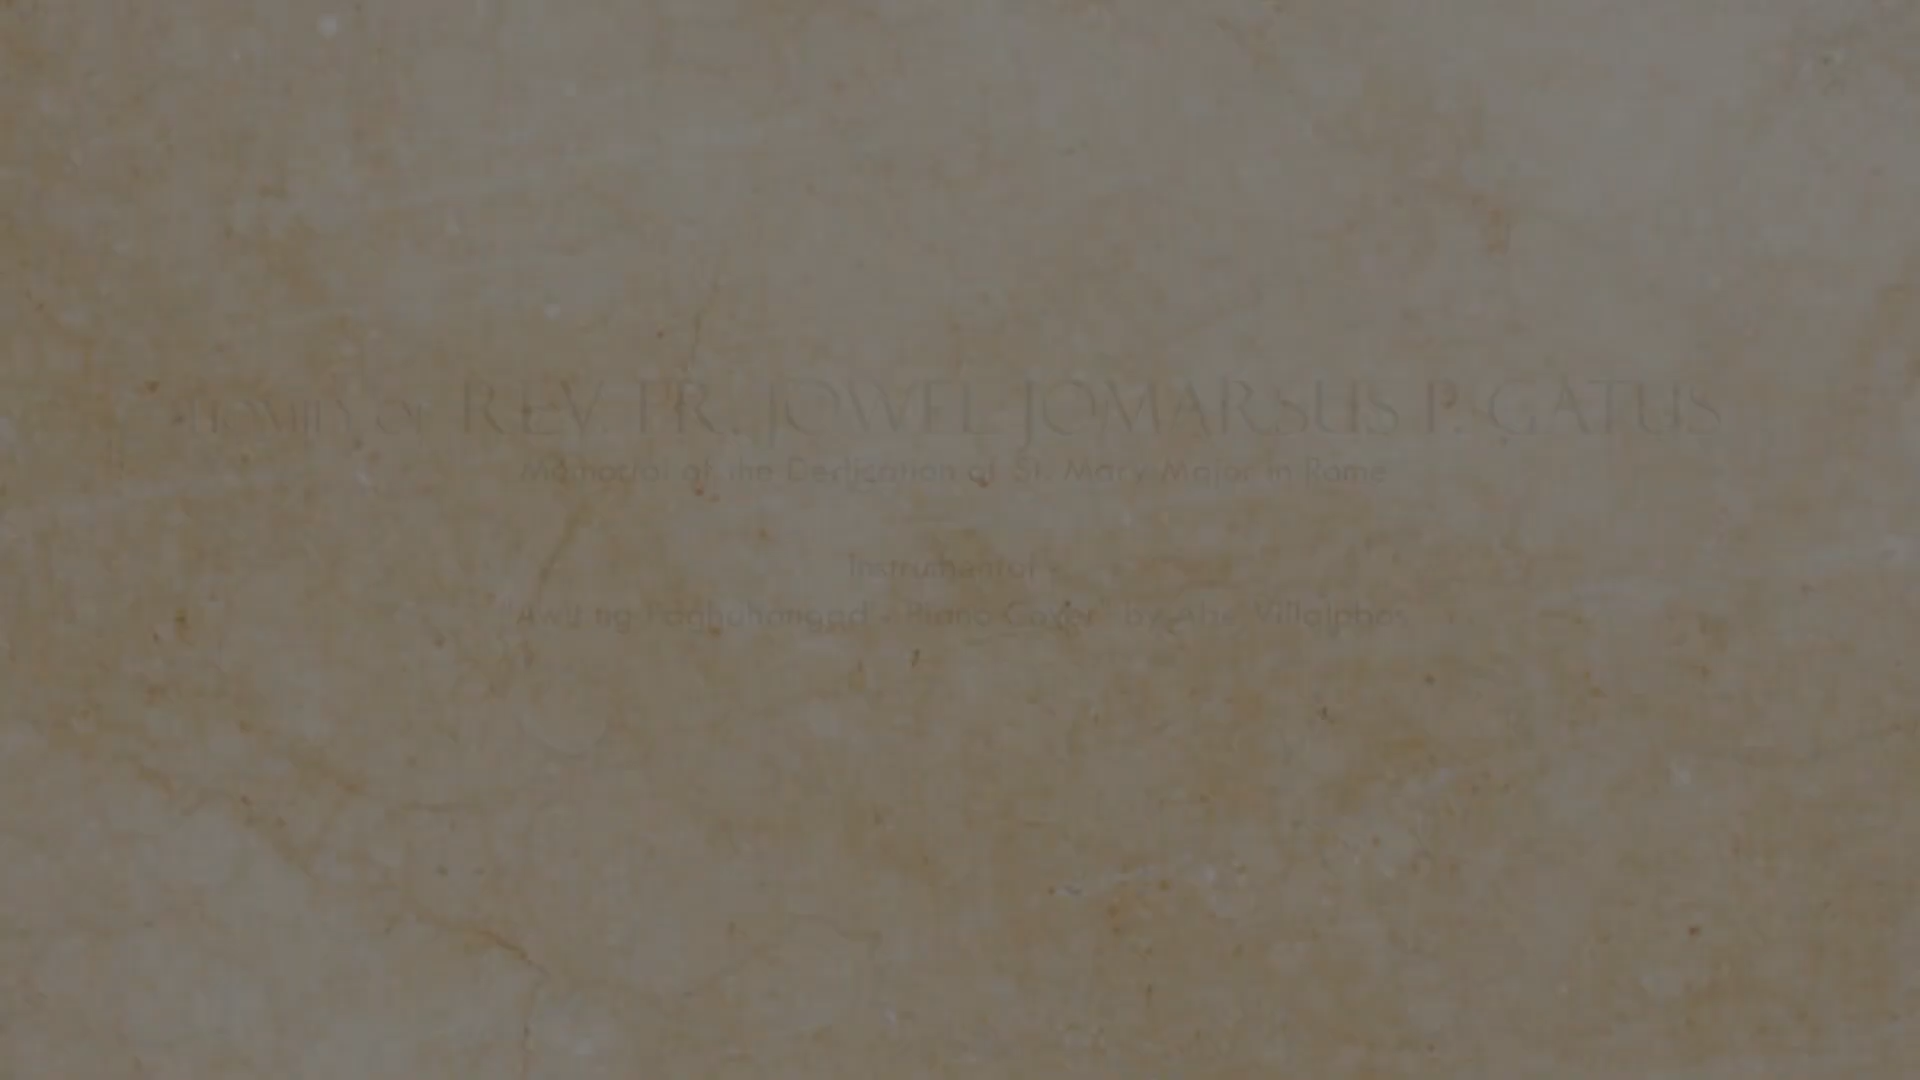 HOMILY OF REV. FR. JOWEL JOMARSUS P. GATUS
Memorial of the Dedication of St. Mary Major in Rome
Instrumental
"Awit ng Paghahangad - Piano Cover" by Abe